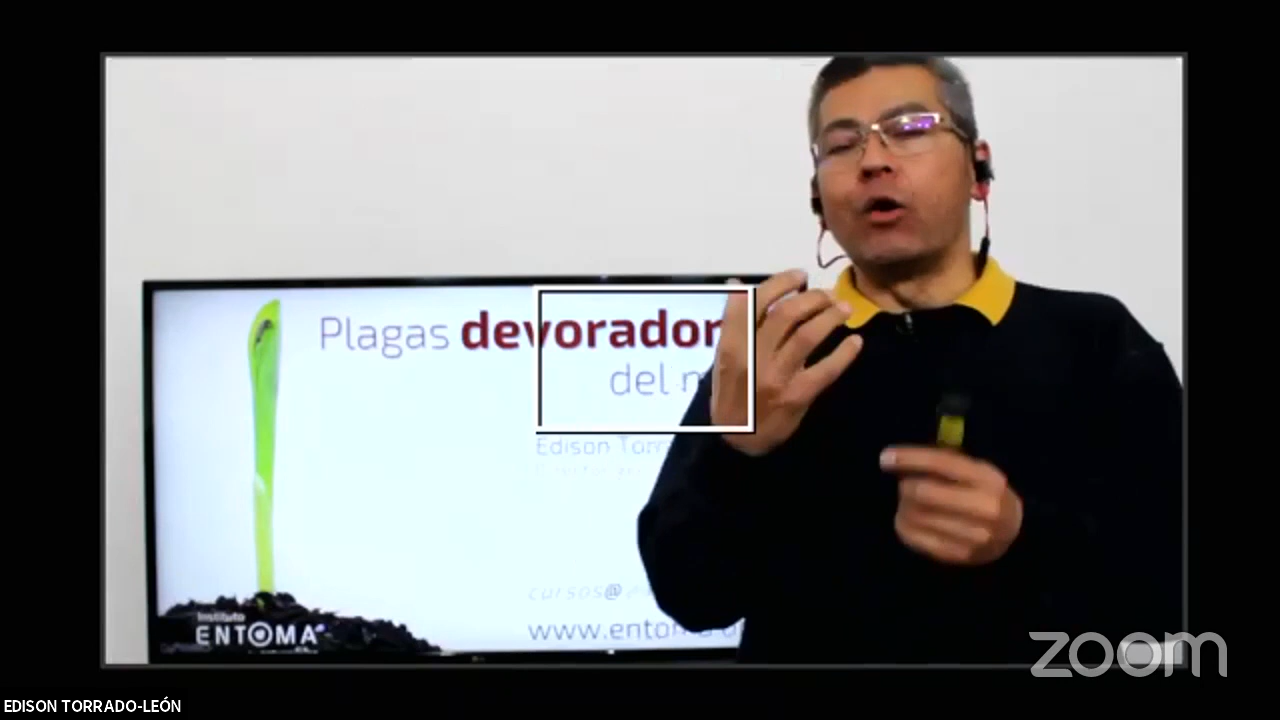 Plagas devorador
del m
Edison Torr
cursos@
www.entoma
Instituto
ENTOMA
zoom
EDISON TORRADO-LEÓN